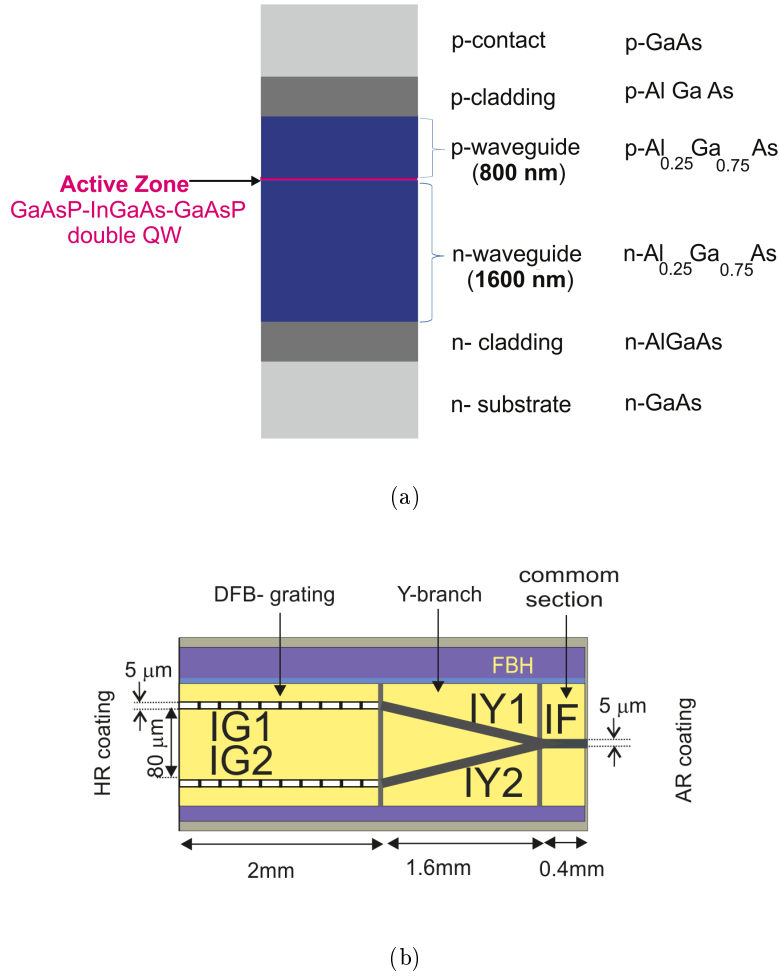 p-contact p-GaAs
p-cladding p-Al Ga As
p-waveguide p-Al0.25Ga0.75As
(800 nm)
Active Zone
GaAsP-InGaAs-GaAsP
double QW
n-waveguide n-Al0.25Ga0.75As
(1600 nm)
n- cladding n-AlGaAs
n- substrate n-GaAs
(a)
DFB- grating Y-branch commom
section
FBH
5 µm
HR coating
80 µm
IG1
IG2
IY1
IY2
IF
5 µm
AR coating
2mm 1.6mm 0.4mm
(b)